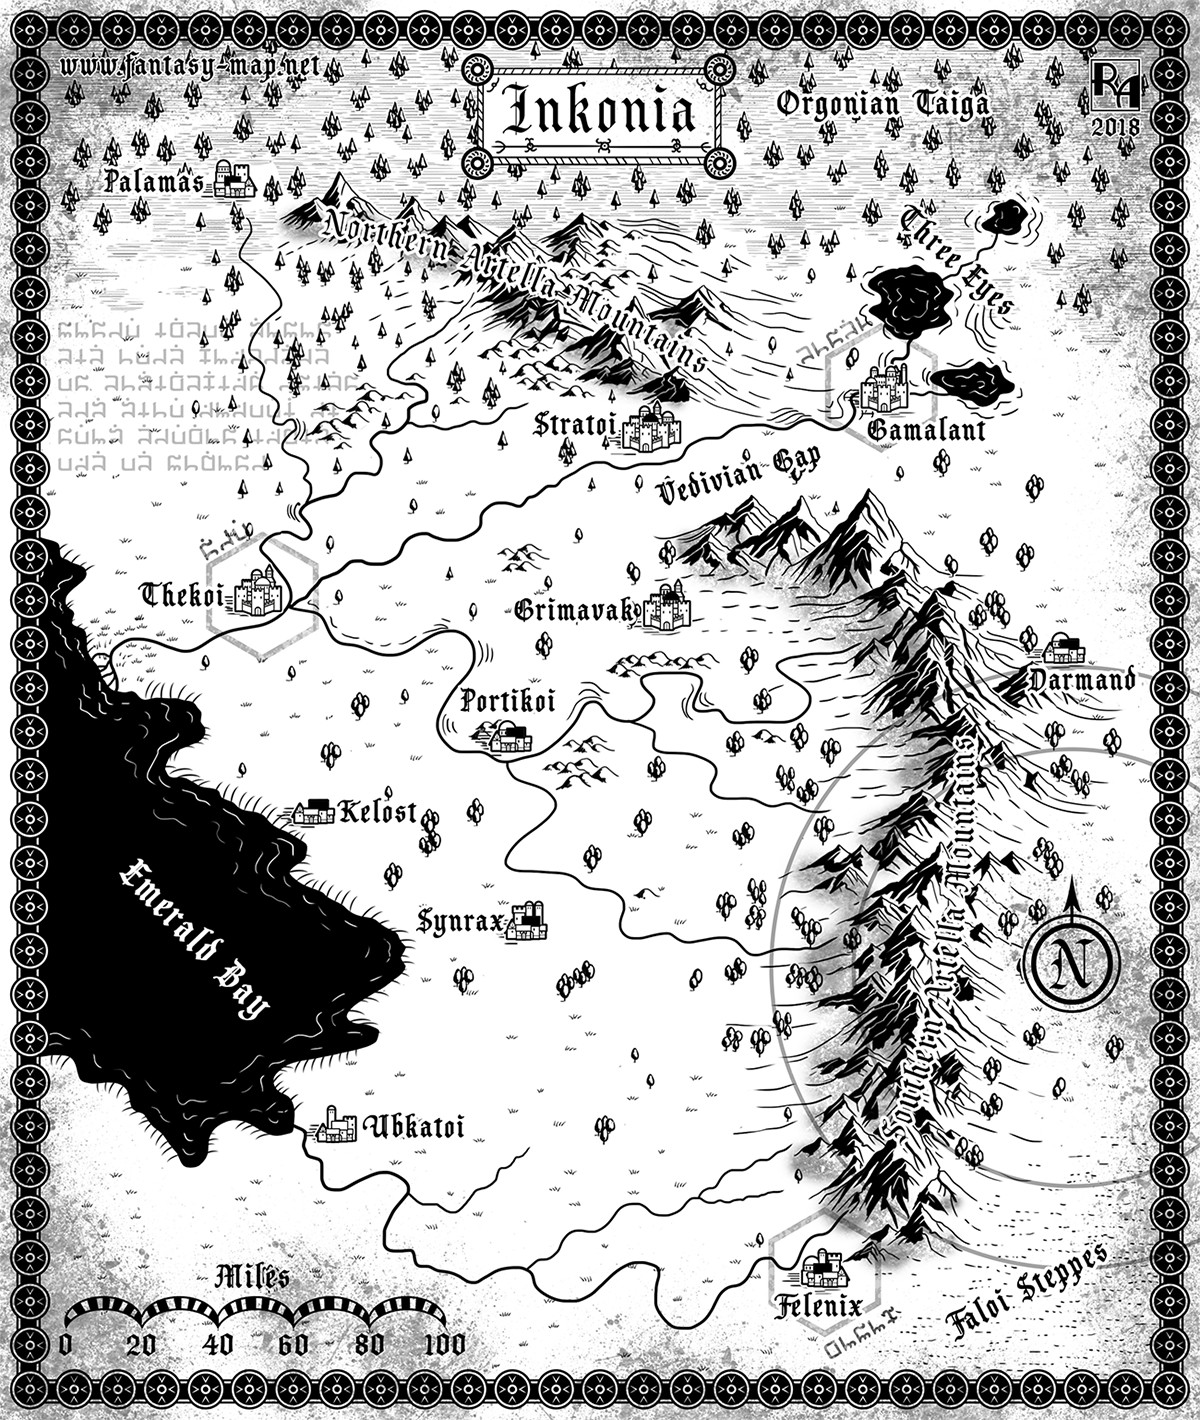 www.fantasy-map.net
Inkonia
Orgonian Taiga
RA
2018
Palamas
Northern Artella Mountains
Three Eyes
Stratoi
Gamalant
Vedivian Gap
Thekoi
Grimavak
Darmand
Portikoi
Kelost
Southern Artella Mountains
Emerald Bay
Synrax
N
Ubkatoi
Felenix
Faloi Steppes
Miles
0 20 40 60 80 100